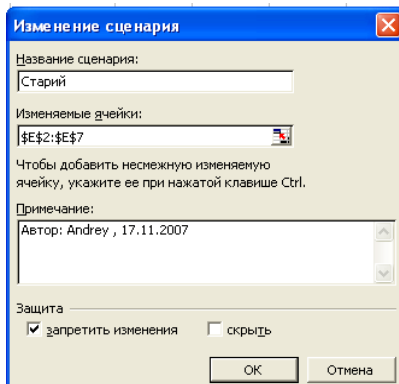 Изменение сценария
Название сценария:
Старий
Изменяемые ячейки:
$E$2:$E$7
Чтобы добавить несмежную изменяемую
ячейку, укажите ее при нажатой клавише Ctrl.
Примечание:
Автор: Andrey , 17.11.2007
Защита
запретить изменения скрыть
ОК Отмена